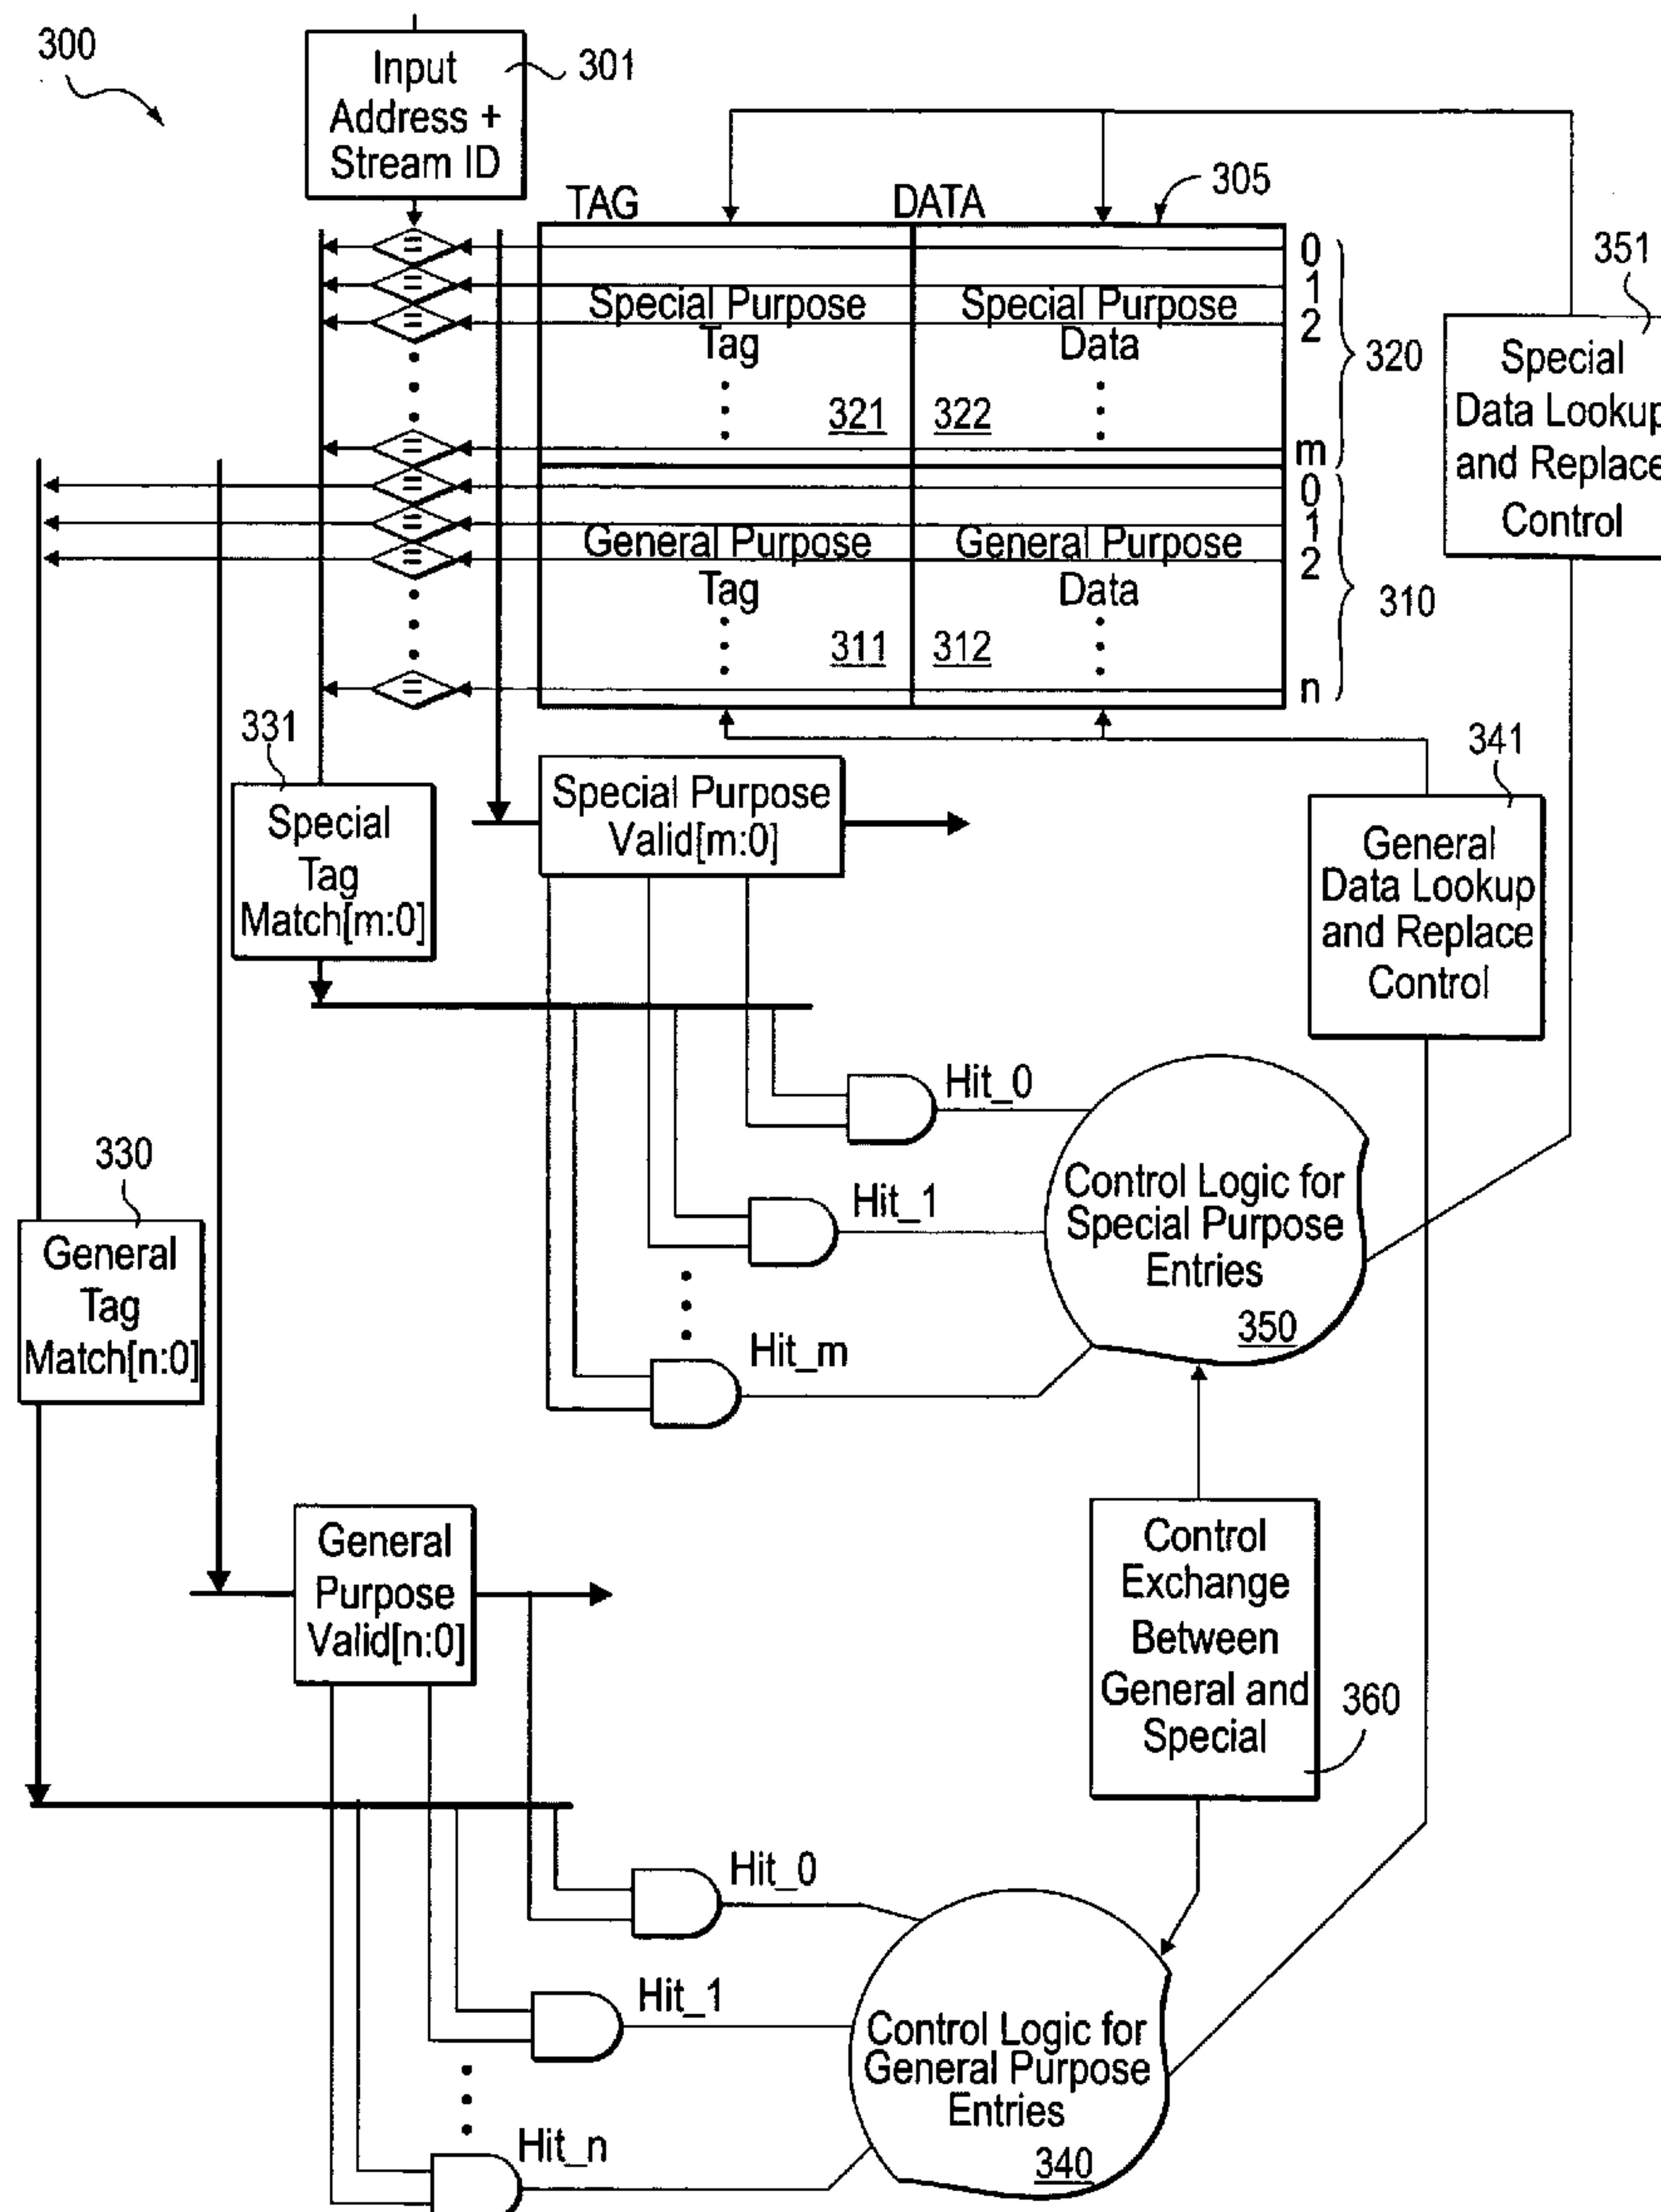 300
Input
Address +
Stream ID
301
TAG
DATA
305
=
=
=
=
=
=
=
=
Special Purpose
Tag
321
Special Purpose
Data
322
0
1
2
m
320
General Purpose
Tag
311
General Purpose
Data
312
0
1
2
n
310
351
Special
Data Lookup
and Replace
Control
331
Special
Tag
Match[m:0]
Special Purpose
Valid[m:0]
341
General
Data Lookup
and Replace
Control
Hit_0
Hit_1
Hit_m
Control Logic for
Special Purpose
Entries
350
330
General
Tag
Match[n:0]
General
Purpose
Valid[n:0]
Control
Exchange
Between
General and
Special
360
Hit_0
Hit_1
Hit_n
Control Logic for
General Purpose
Entries
340